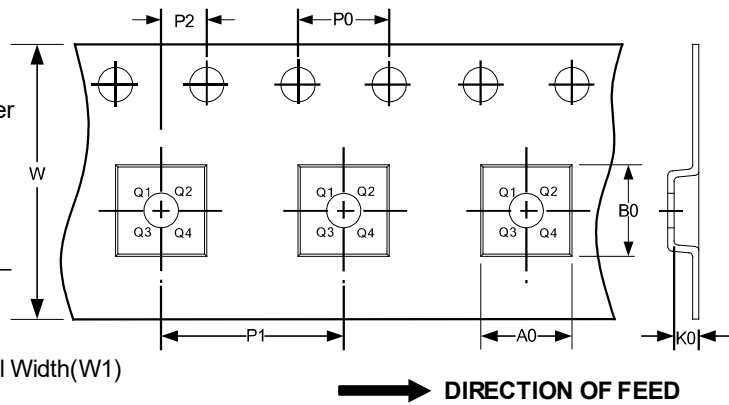 P2
P0
er
W
Q1 Q2
Q3 Q4
Q1 Q2
Q3 Q4
Q1 Q2
Q3 Q4
B0
P1
A0
K0
l Width(W1)
DIRECTION OF FEED